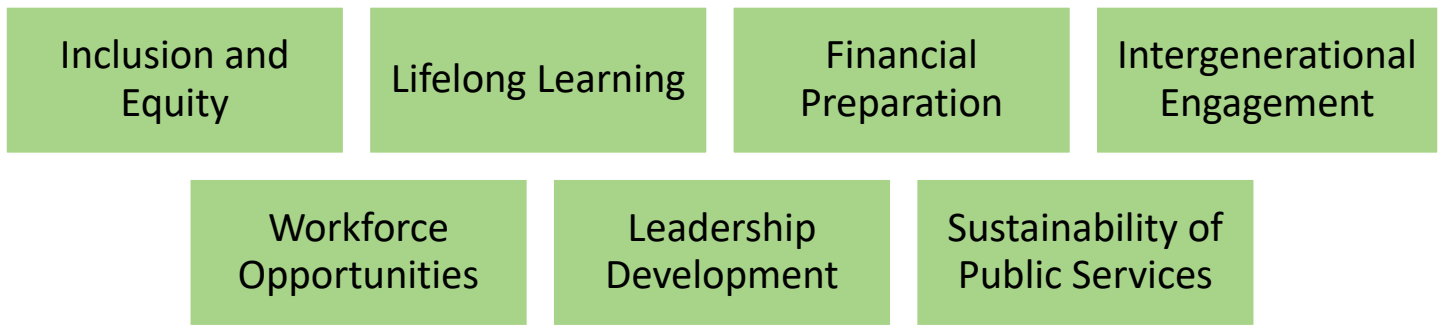 Inclusion and
Equity
Lifelong Learning
Financial
Preparation
Intergenerational
Engagement
Workforce
Opportunities
Leadership
Development
Sustainability of
Public Services